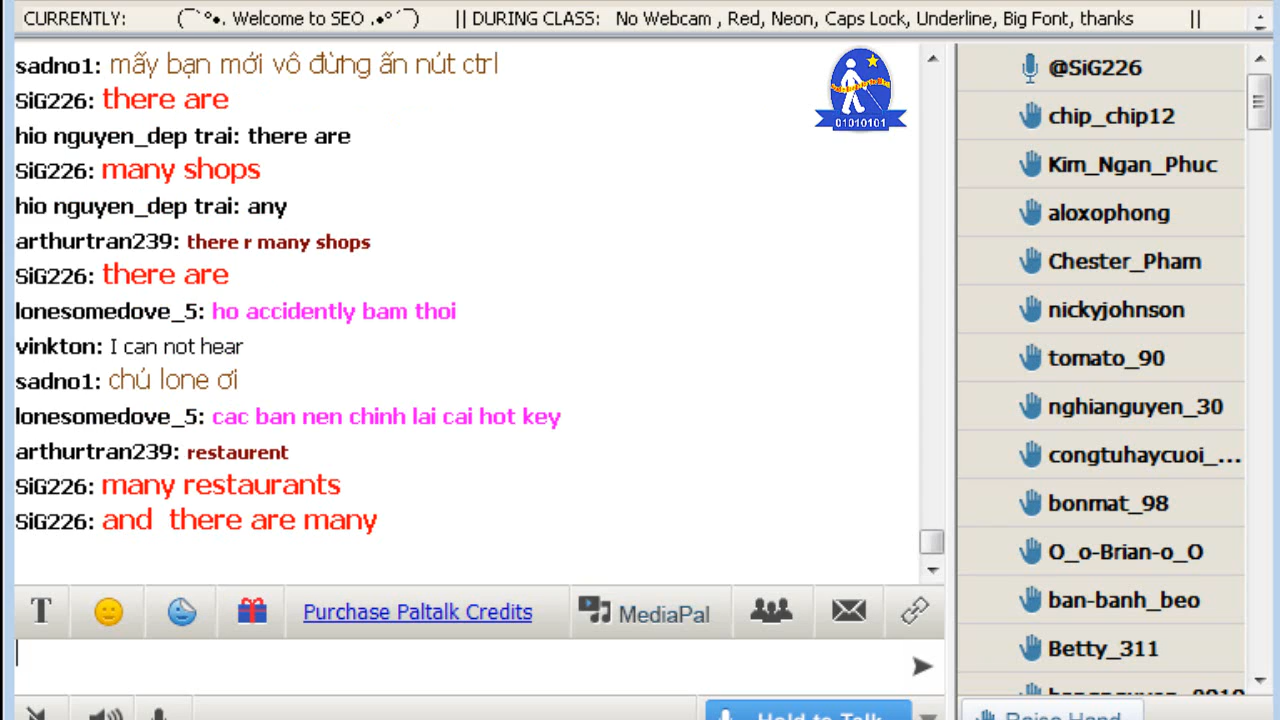 CURRENTLY: (¯`°•. Welcome to SEO .•°´¯) || DURING CLASS: No Webcam , Red, Neon, Caps Lock, Underline, Big Font, thanks ||
sadno1: mấy bạn mới vô đừng ấn nút ctrl
SiG226: there are
hio nguyen_dep trai: there are
SiG226: many shops
hio nguyen_dep trai: any
arthurtran239: there r many shops
SiG226: there are
lonesomedove_5: ho accidently bam thoi
vinkton: I can not hear
sadno1: chú lone ơi
lonesomedove_5: cac ban nen chinh lai cai hot key
arthurtran239: restaurent
SiG226: many restaurants
SiG226: and there are many
01010101
@SiG226
chip_chip12
Kim_Ngan_Phuc
aloxophong
Chester_Pham
nickyjohnson
tomato_90
nghianguyen_30
congtuhaycuoi_...
bonmat_98
O_o-Brian-o_O
ban-banh_beo
Betty_311
T
Purchase Paltalk Credits
MediaPal
Hold to Talk
Raise Hand